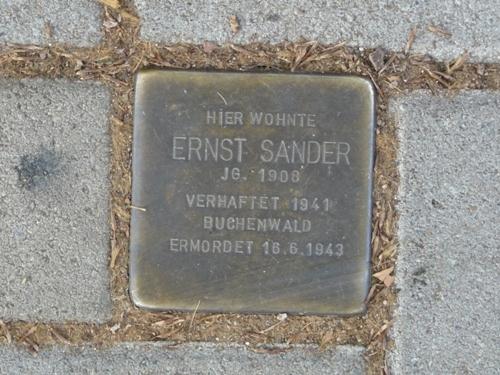 HIER WOHNTE
ERNST SANDER
JG. 1908
VERHAFTET 1941
BUCHENWALD
ERMORDET 16.6.1943